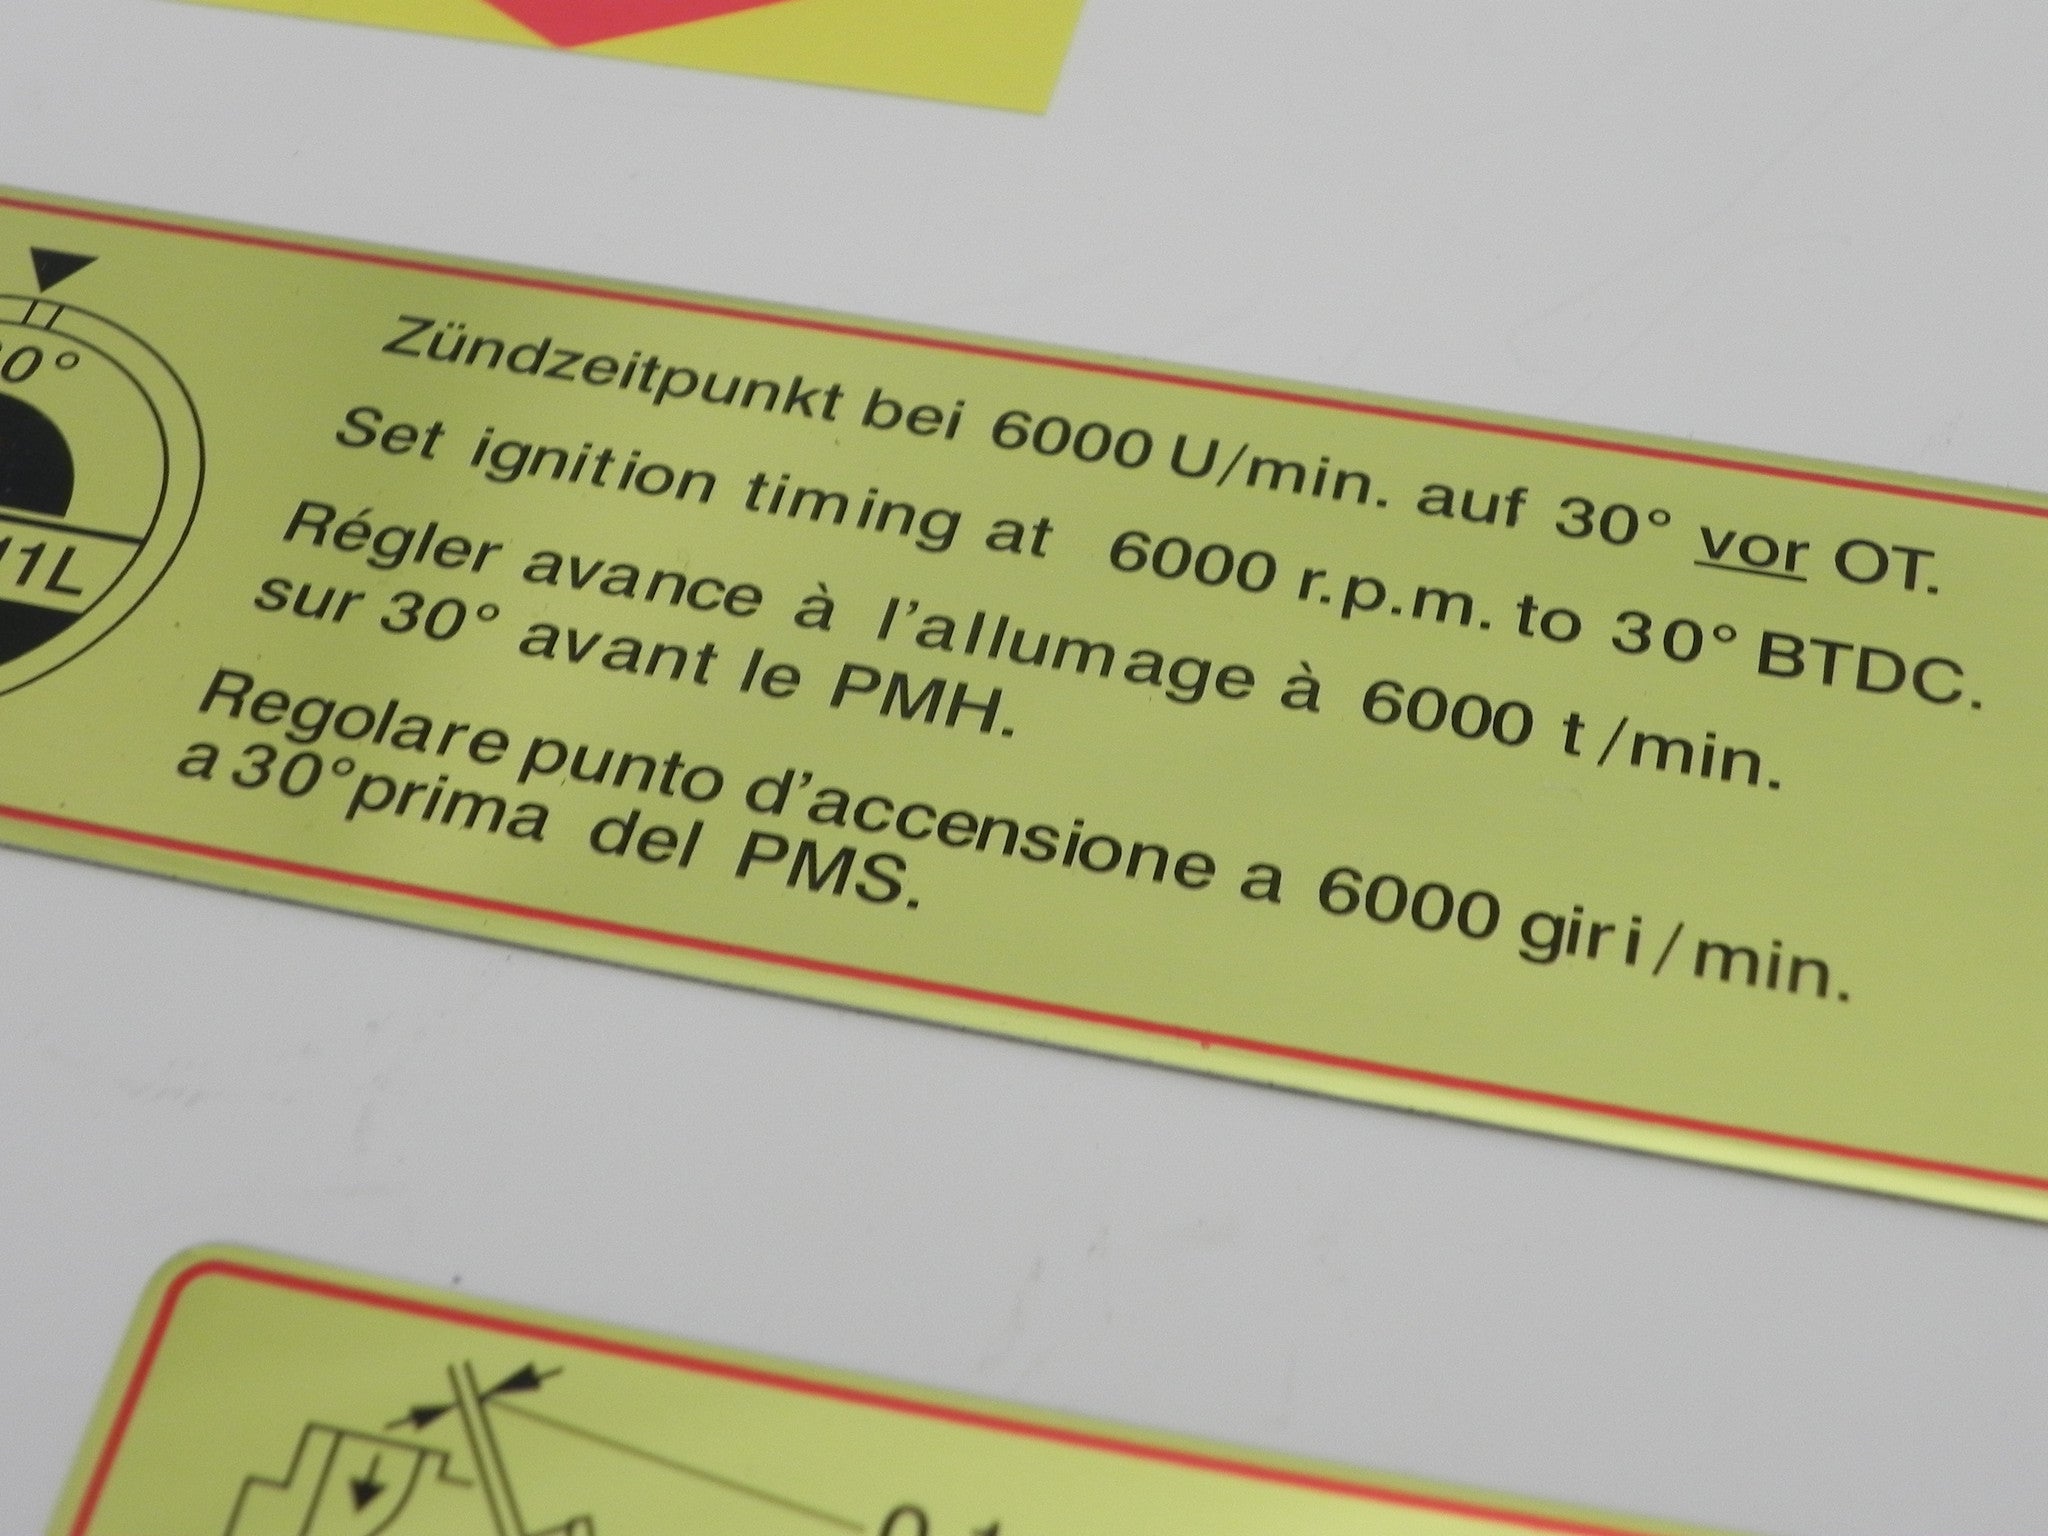 Zündzeitpunkt bei 6000 U/min. auf 30° vor OT.
Set ignition timing at 6000 r.p.m. to 30° BTDC.
Régler avance à l'allumage à 6000 t/min.
sur 30° avant le PMH.
Regolare punto d'accensione a 6000 giri/min.
a 30° prima del PMS.